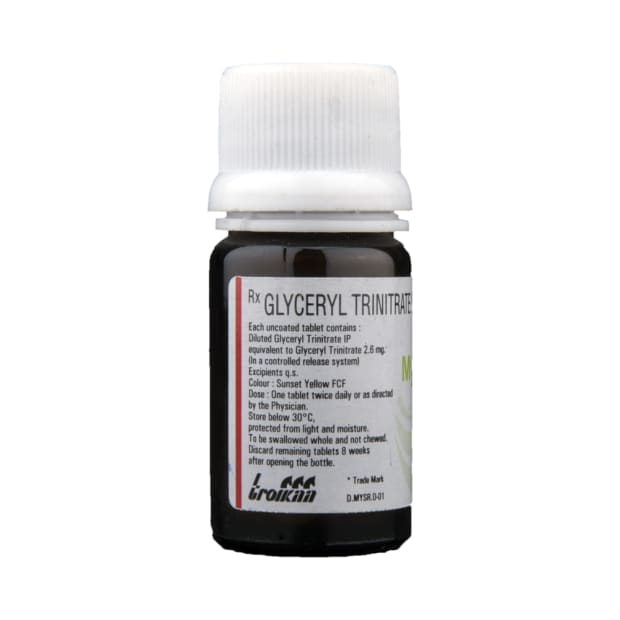 Rx GLYCERYL TRINITRATE
Each uncoated tablet contains :
Diluted Glyceryl Trinitrate IP
equivalent to Glyceryl Trinitrate 2.6 mg.
(In a controlled release system)
Excipients q.s.
Colour : Sunset Yellow FCF
Dose : One tablet twice daily or as directed
by the Physician.
Store below 30°C,
protected from light and moisture.
To be swallowed whole and not chewed.
Discard remaining tablets 8 weeks
after opening the bottle.
* Trade Mark
troikaa
D.MYSR.D-01